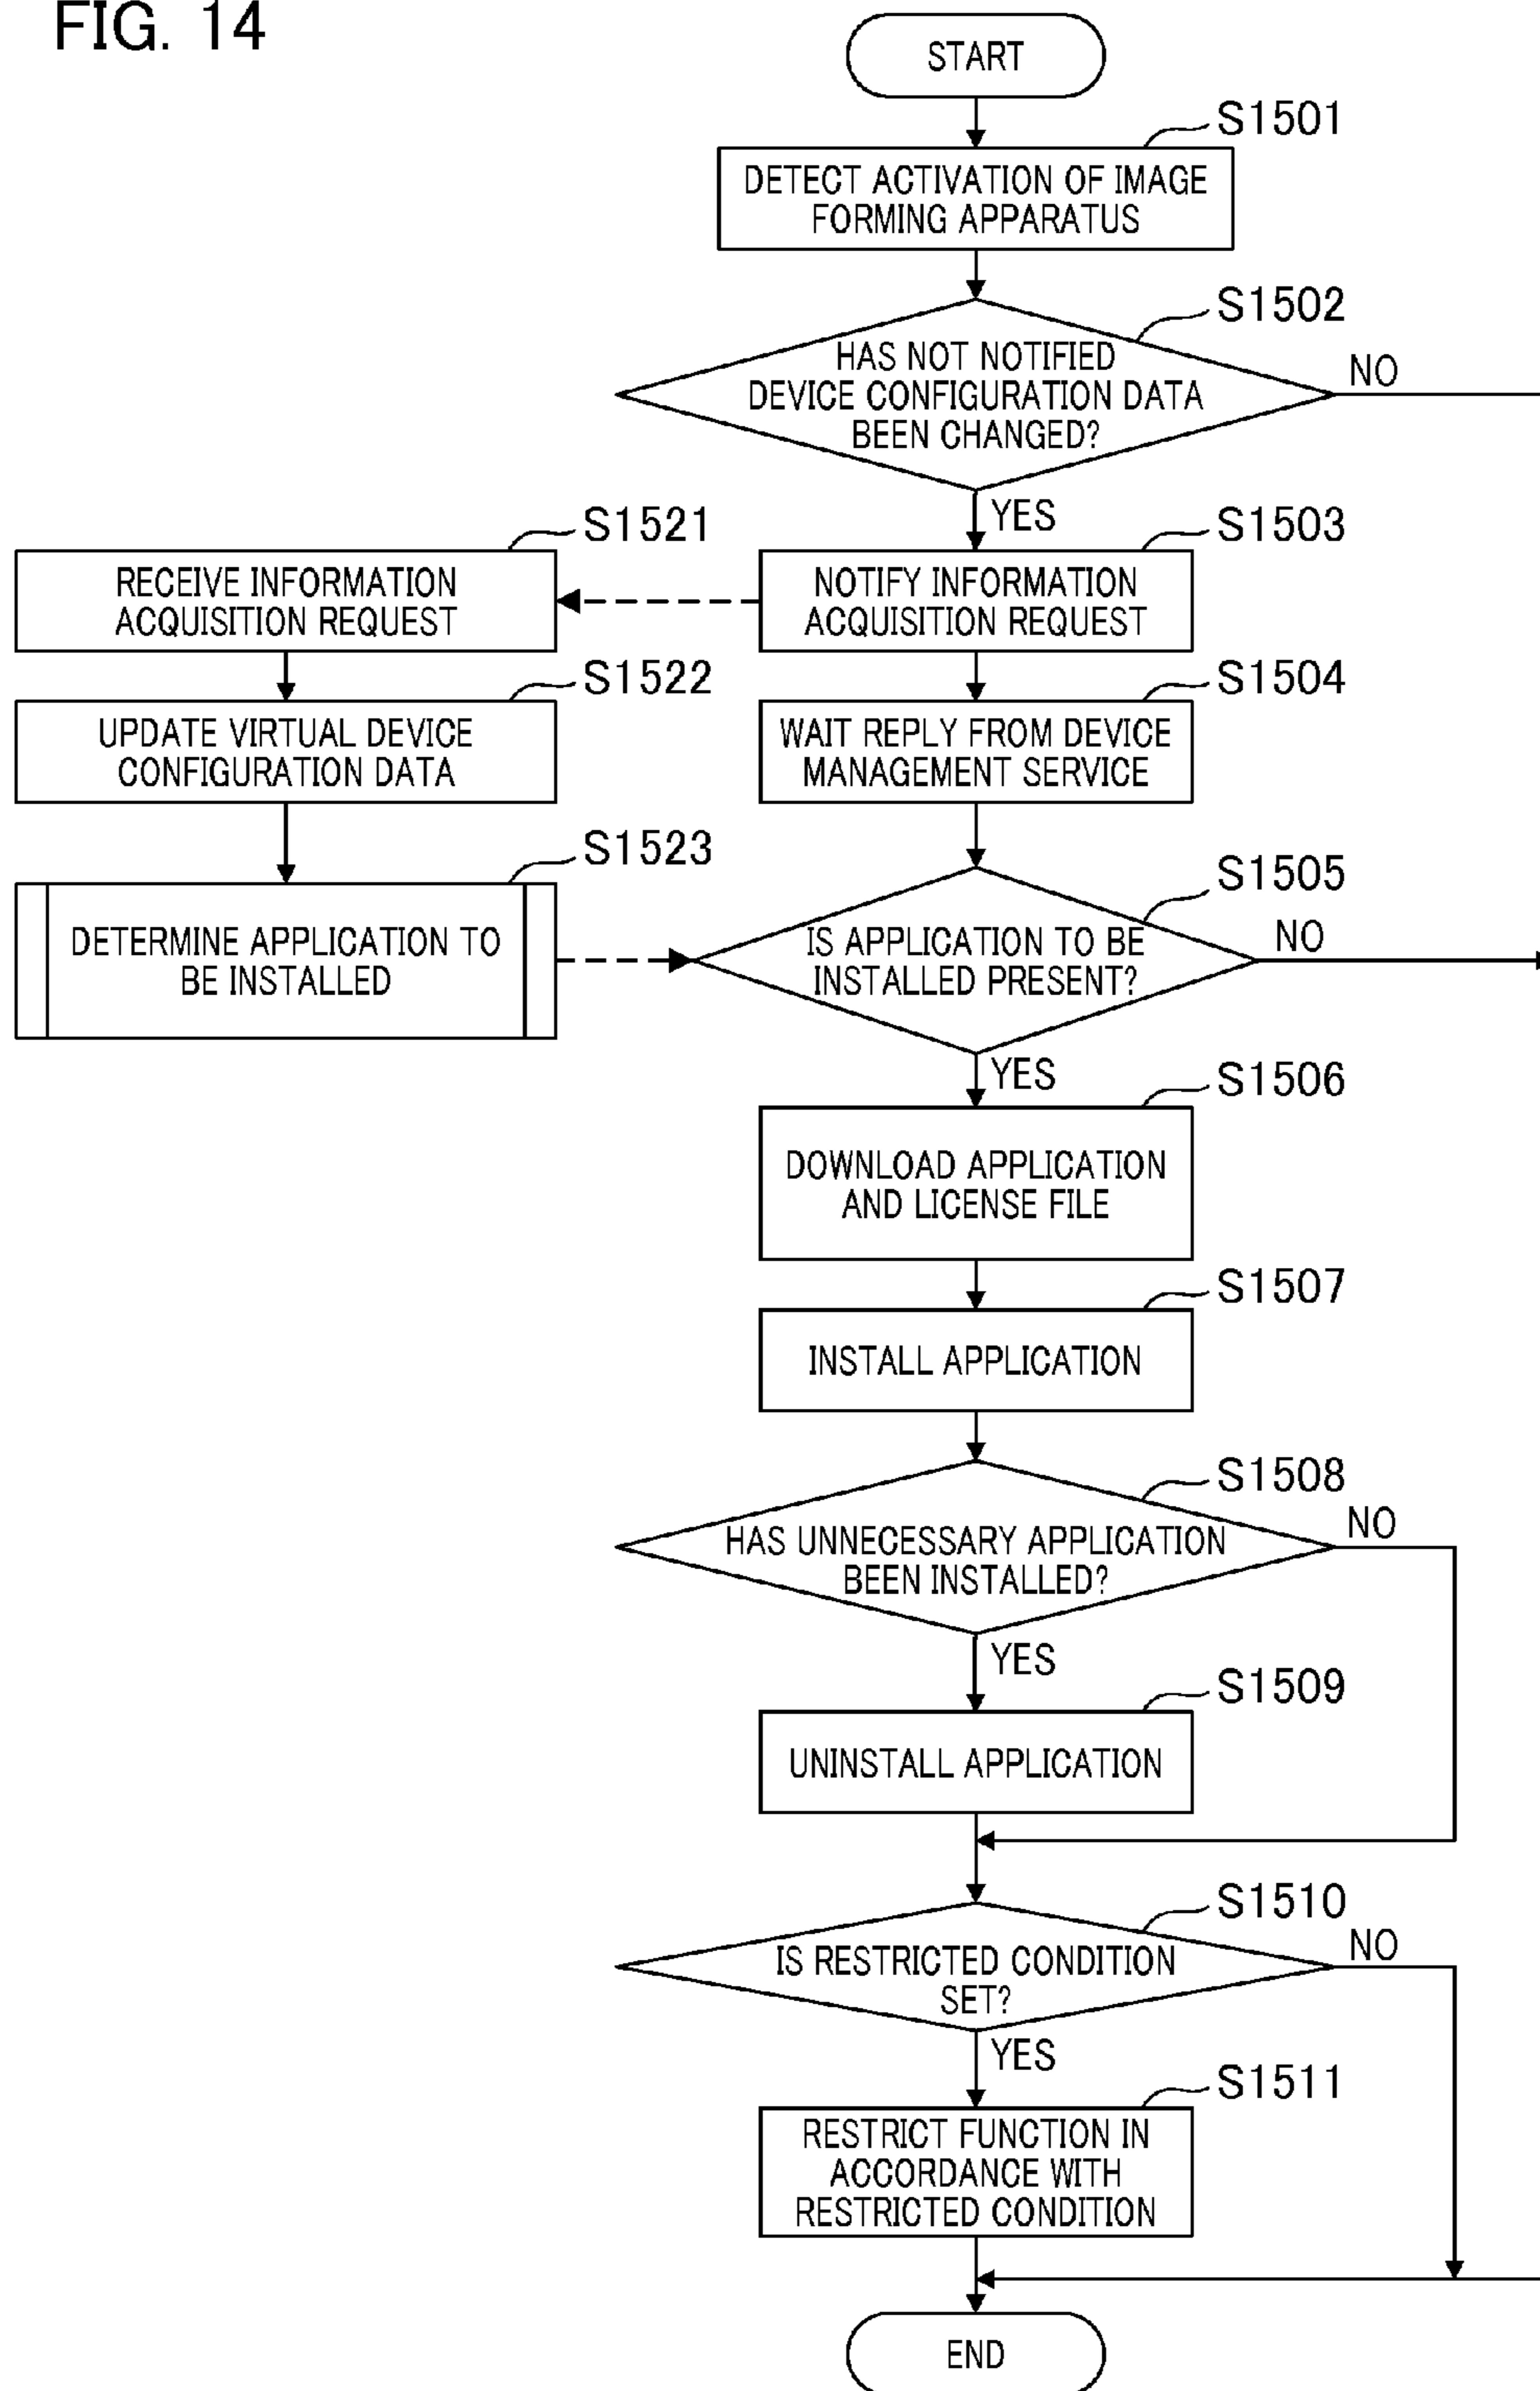 FIG. 14
START
S1501
DETECT ACTIVATION OF IMAGE
FORMING APPARATUS
S1502
HAS NOT NOTIFIED
DEVICE CONFIGURATION DATA
BEEN CHANGED?
NO
YES
S1521
RECEIVE INFORMATION
ACQUISITION REQUEST
S1503
NOTIFY INFORMATION
ACQUISITION REQUEST
S1522
UPDATE VIRTUAL DEVICE
CONFIGURATION DATA
S1504
WAIT REPLY FROM DEVICE
MANAGEMENT SERVICE
S1523
DETERMINE APPLICATION TO
BE INSTALLED
S1505
IS APPLICATION TO BE
INSTALLED PRESENT?
NO
YES
S1506
DOWNLOAD APPLICATION
AND LICENSE FILE
S1507
INSTALL APPLICATION
S1508
HAS UNNECESSARY APPLICATION
BEEN INSTALLED?
NO
YES
S1509
UNINSTALL APPLICATION
S1510
IS RESTRICTED CONDITION
SET?
NO
YES
S1511
RESTRICT FUNCTION IN
ACCORDANCE WITH
RESTRICTED CONDITION
END